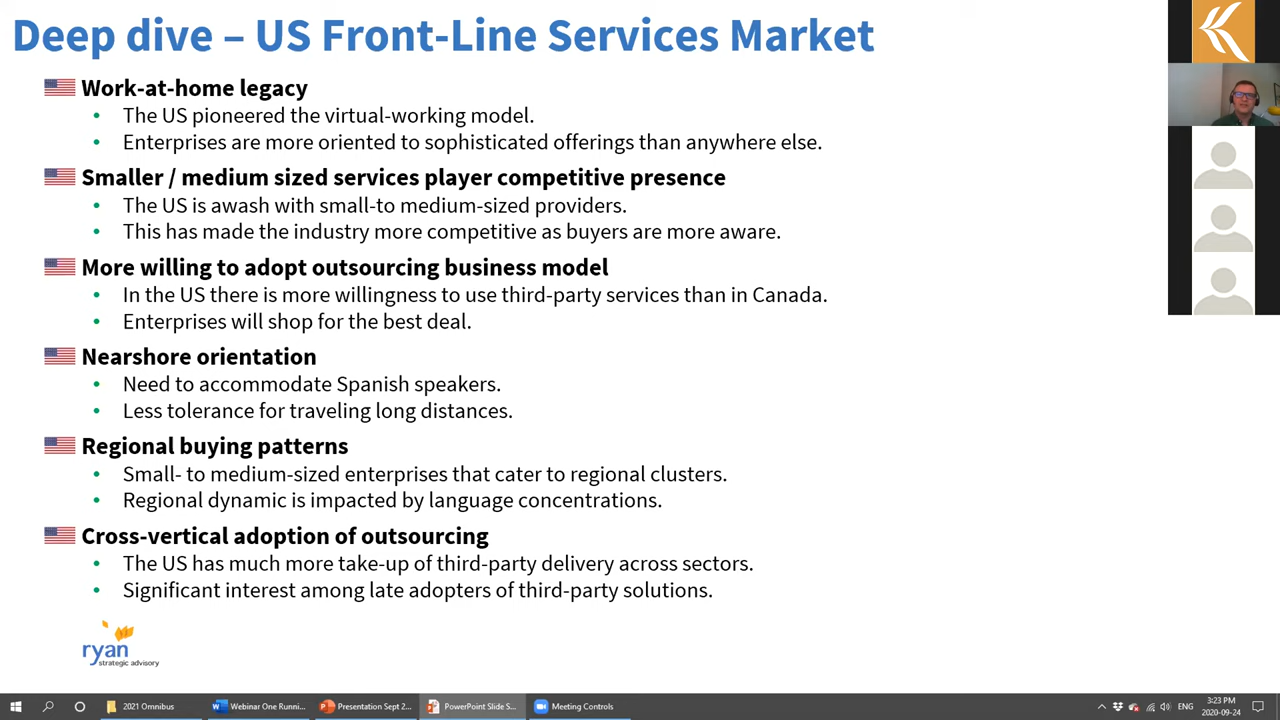 Deep dive – US Front-Line Services Market
Work-at-home legacy
• The US pioneered the virtual-working model.
• Enterprises are more oriented to sophisticated offerings than anywhere else.
Smaller / medium sized services player competitive presence
• The US is awash with small-to medium-sized providers.
• This has made the industry more competitive as buyers are more aware.
More willing to adopt outsourcing business model
• In the US there is more willingness to use third-party services than in Canada.
• Enterprises will shop for the best deal.
Nearshore orientation
• Need to accommodate Spanish speakers.
• Less tolerance for traveling long distances.
Regional buying patterns
• Small- to medium-sized enterprises that cater to regional clusters.
• Regional dynamic is impacted by language concentrations.
Cross-vertical adoption of outsourcing
• The US has much more take-up of third-party delivery across sectors.
• Significant interest among late adopters of third-party solutions.
ryan
strategic advisory
2021 Omnibus
Webinar One Runni...
Presentation Sept 2...
PowerPoint Slide S...
Meeting Controls
ENG
3:23 PM
2020-09-24